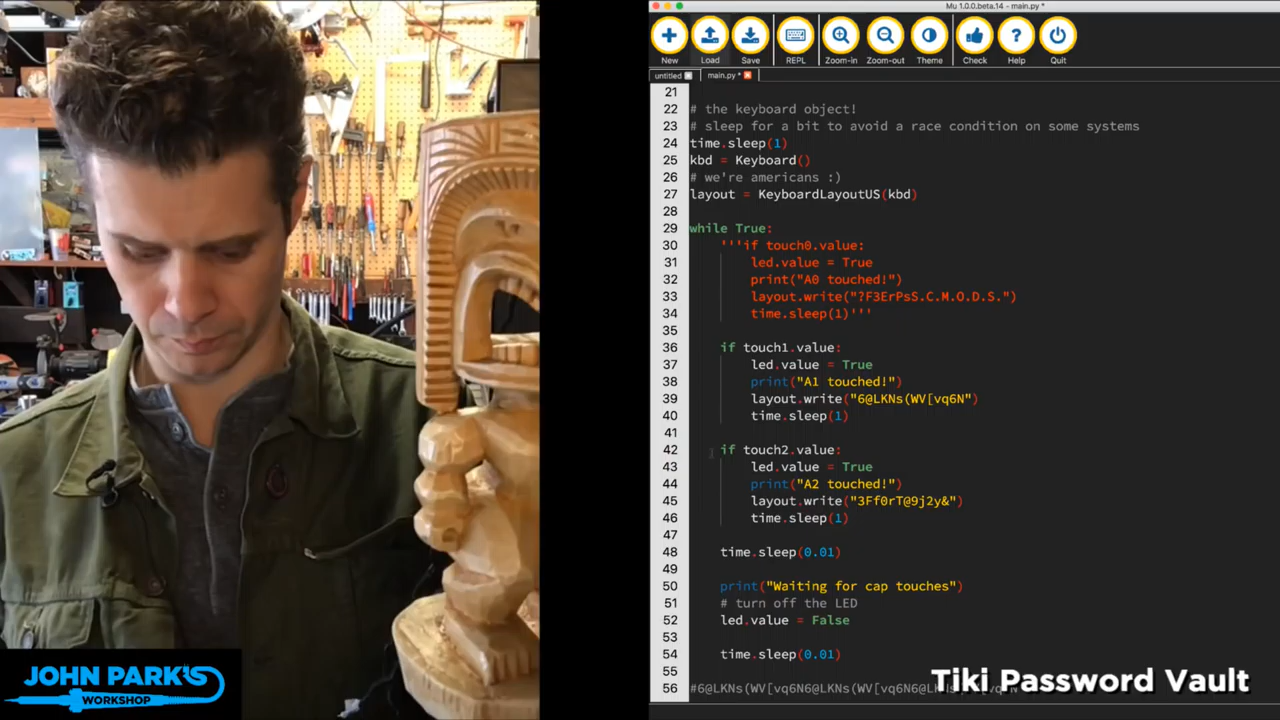 Mu 1.0.0.beta.14 - main.py *
New Load Save REPL Zoom-in Zoom-out Theme Check Help Quit
untitled main.py *
21
22 # the keyboard object!
23 # sleep for a bit to avoid a race condition on some systems
24 time.sleep(1)
25 kbd = Keyboard()
26 # we're americans :)
27 layout = KeyboardLayoutUS(kbd)
28
29 while True:
30 '''if touch0.value:
31 led.value = True
32 print("A0 touched!")
33 layout.write("?F3ErPsS.C.M.O.D.S.")
34 time.sleep(1)'''
35
36 if touch1.value:
37 led.value = True
38 print("A1 touched!")
39 layout.write("6@LKNs(WV[vq6N")
40 time.sleep(1)
41
42 if touch2.value:
43 led.value = True
44 print("A2 touched!")
45 layout.write("3Ff0rT@9j2y&")
46 time.sleep(1)
47
48 time.sleep(0.01)
49
50 print("Waiting for cap touches")
51 # turn off the LED
52 led.value = False
53
54 time.sleep(0.01)
55
56 #6@LKNs(WV[vq6N6@LKNs(WV[vq6N6@LKNs(WV[vq6N
JOHN PARK'S
WORKSHOP
Tiki Password Vault